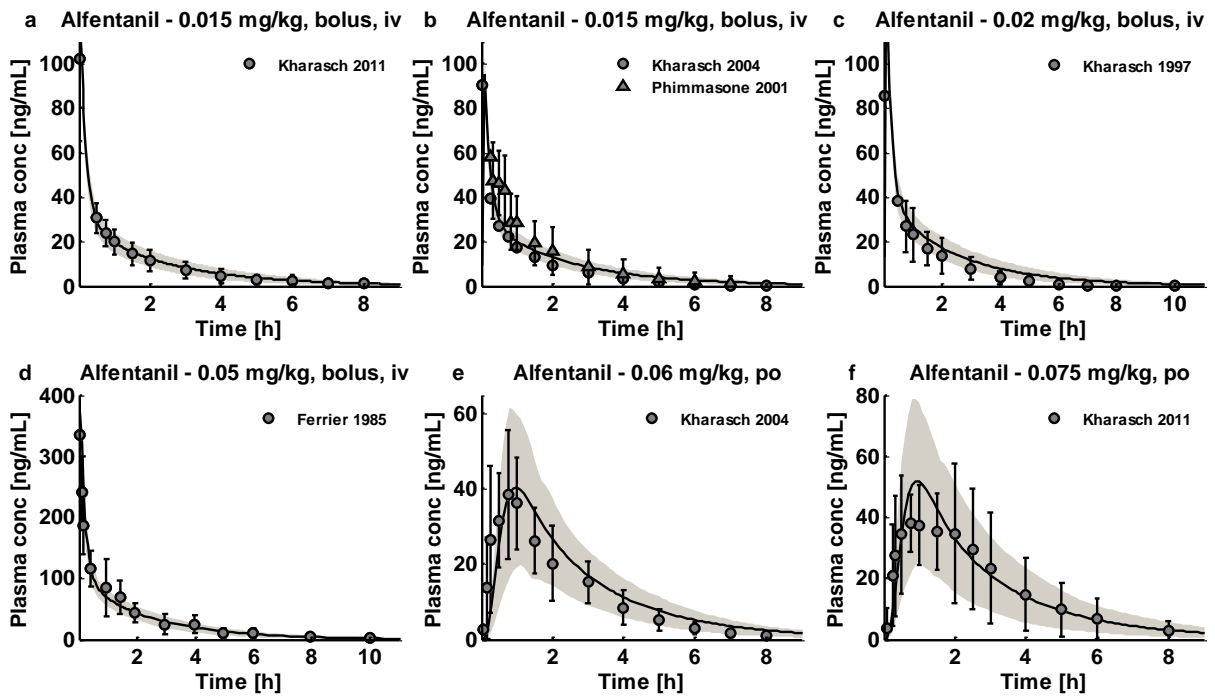 a Alfentanil - 0.015 mg/kg, bolus, iv
Plasma conc [ng/mL]
100
80
60
40
20
0
2 4 6 8
Time [h]
Kharasch 2011
b Alfentanil - 0.015 mg/kg, bolus, iv
Plasma conc [ng/mL]
100
80
60
40
20
0
2 4 6 8
Time [h]
Kharasch 2004
Phimmasone 2001
c Alfentanil - 0.02 mg/kg, bolus, iv
Plasma conc [ng/mL]
100
80
60
40
20
0
2 4 6 8 10
Time [h]
Kharasch 1997
d Alfentanil - 0.05 mg/kg, bolus, iv
Plasma conc [ng/mL]
400
300
200
100
0
2 4 6 8 10
Time [h]
Ferrier 1985
e Alfentanil - 0.06 mg/kg, po
Plasma conc [ng/mL]
60
40
20
0
2 4 6 8
Time [h]
Kharasch 2004
f Alfentanil - 0.075 mg/kg, po
Plasma conc [ng/mL]
80
60
40
20
0
2 4 6 8
Time [h]
Kharasch 2011